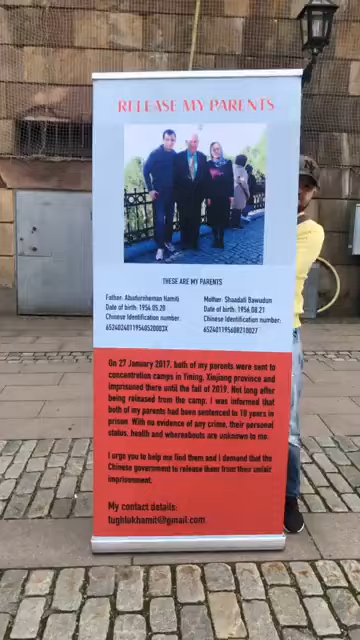 RELEASE MY PARENTS
THESE ARE MY PARENTS
Father: Abudureheman Hamiti
Date of birth: 1954.05.20
Chinese Identification number:
65240240119540520003X
Mother: Shaadati Bawudun
Date of birth: 1956.08.21
Chinese Identification number:
652401195608210027
On 27 January 2017, both of my parents were sent to
concentration camps in Yining, Xinjiang province and
imprisoned there until the fall of 2019. Not long after
being released from the camp; I was informed that
both of my parents had been sentenced to 10 years in
prison. With no evidence of any crime, their personal
status, health and whereabouts are unknown to me.
I urge you to help me find them and I demand that the
Chinese government to release them from their unfair
imprisonment.
My contact details:
tughlukhamit@gmail.com